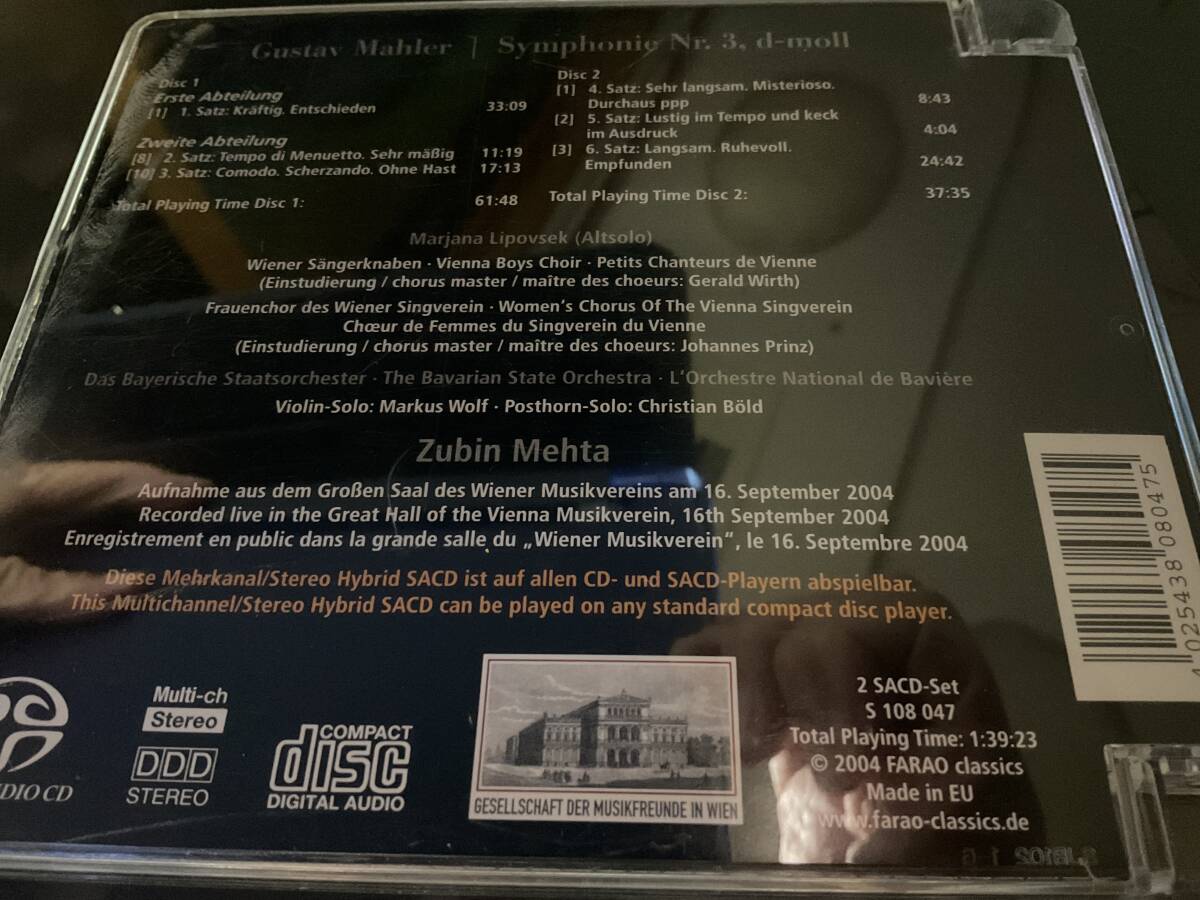 Gustav Mahler | Symphonie Nr. 3, d-moll
Disc 1
Erste Abteilung
[1] 1. Satz: Kräftig. Entschieden 33:09
Zweite Abteilung
[8] 2. Satz: Tempo di Menuetto. Sehr mäßig 11:19
[10] 3. Satz: Comodo. Scherzando. Ohne Hast 17:13
Total Playing Time Disc 1: 61:48
Disc 2
[1] 4. Satz: Sehr langsam. Misterioso.
Durchaus ppp 8:43
[2] 5. Satz: Lustig im Tempo und keck
im Ausdruck 4:04
[3] 6. Satz: Langsam. Ruhevoll.
Empfunden 24:42
Total Playing Time Disc 2: 37:35
Marjana Lipovsek (Altsolo)
Wiener Sängerknaben · Vienna Boys Choir · Petits Chanteurs de Vienne
(Einstudierung / chorus master / maître des choeurs: Gerald Wirth)
Frauenchor des Wiener Singverein · Women's Chorus Of The Vienna Singverein
Chœur de Femmes du Singverein du Vienne
(Einstudierung / chorus master / maître des choeurs: Johannes Prinz)
Das Bayerische Staatsorchester · The Bavarian State Orchestra · L'Orchestre National de Bavière
Violin-Solo: Markus Wolf · Posthorn-Solo: Christian Böld
Zubin Mehta
Aufnahme aus dem Großen Saal des Wiener Musikvereins am 16. September 2004
Recorded live in the Great Hall of the Vienna Musikverein, 16th September 2004
Enregistrement en public dans la grande salle du „Wiener Musikverein", le 16. Septembre 2004
Diese Mehrkanal/Stereo Hybrid SACD ist auf allen CD- und SACD-Playern abspielbar.
This Multichannel/Stereo Hybrid SACD can be played on any standard compact disc player.
4 025438 080475
CD
Multi-ch
Stereo
DDD
STEREO
COMPACT
disc
DIGITAL AUDIO
GESELLSCHAFT DER MUSIKFREUNDE IN WIEN
2 SACD-Set
S 108 047
Total Playing Time: 1:39:23
© 2004 FARAO classics
Made in EU
www.farao-classics.de